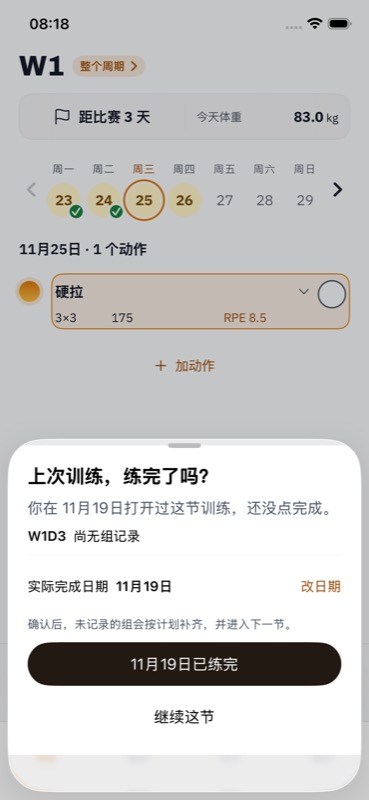 08:18
W1 整个周期
距比赛 3 天 今天体重 83.0 kg
周一 周二 周三 周四 周五 周六 周日
23 24 25 26 27 28 29
11月25日 · 1 个动作
硬拉
3×3 175 RPE 8.5
+ 加动作
上次训练，练完了吗?
你在 11月19日打开过这节训练，还没点完成。
W1D3 尚无组记录
实际完成日期 11月19日 改日期
确认后，未记录的组会按计划补齐，并进入下一节。
11月19日已练完
继续这节